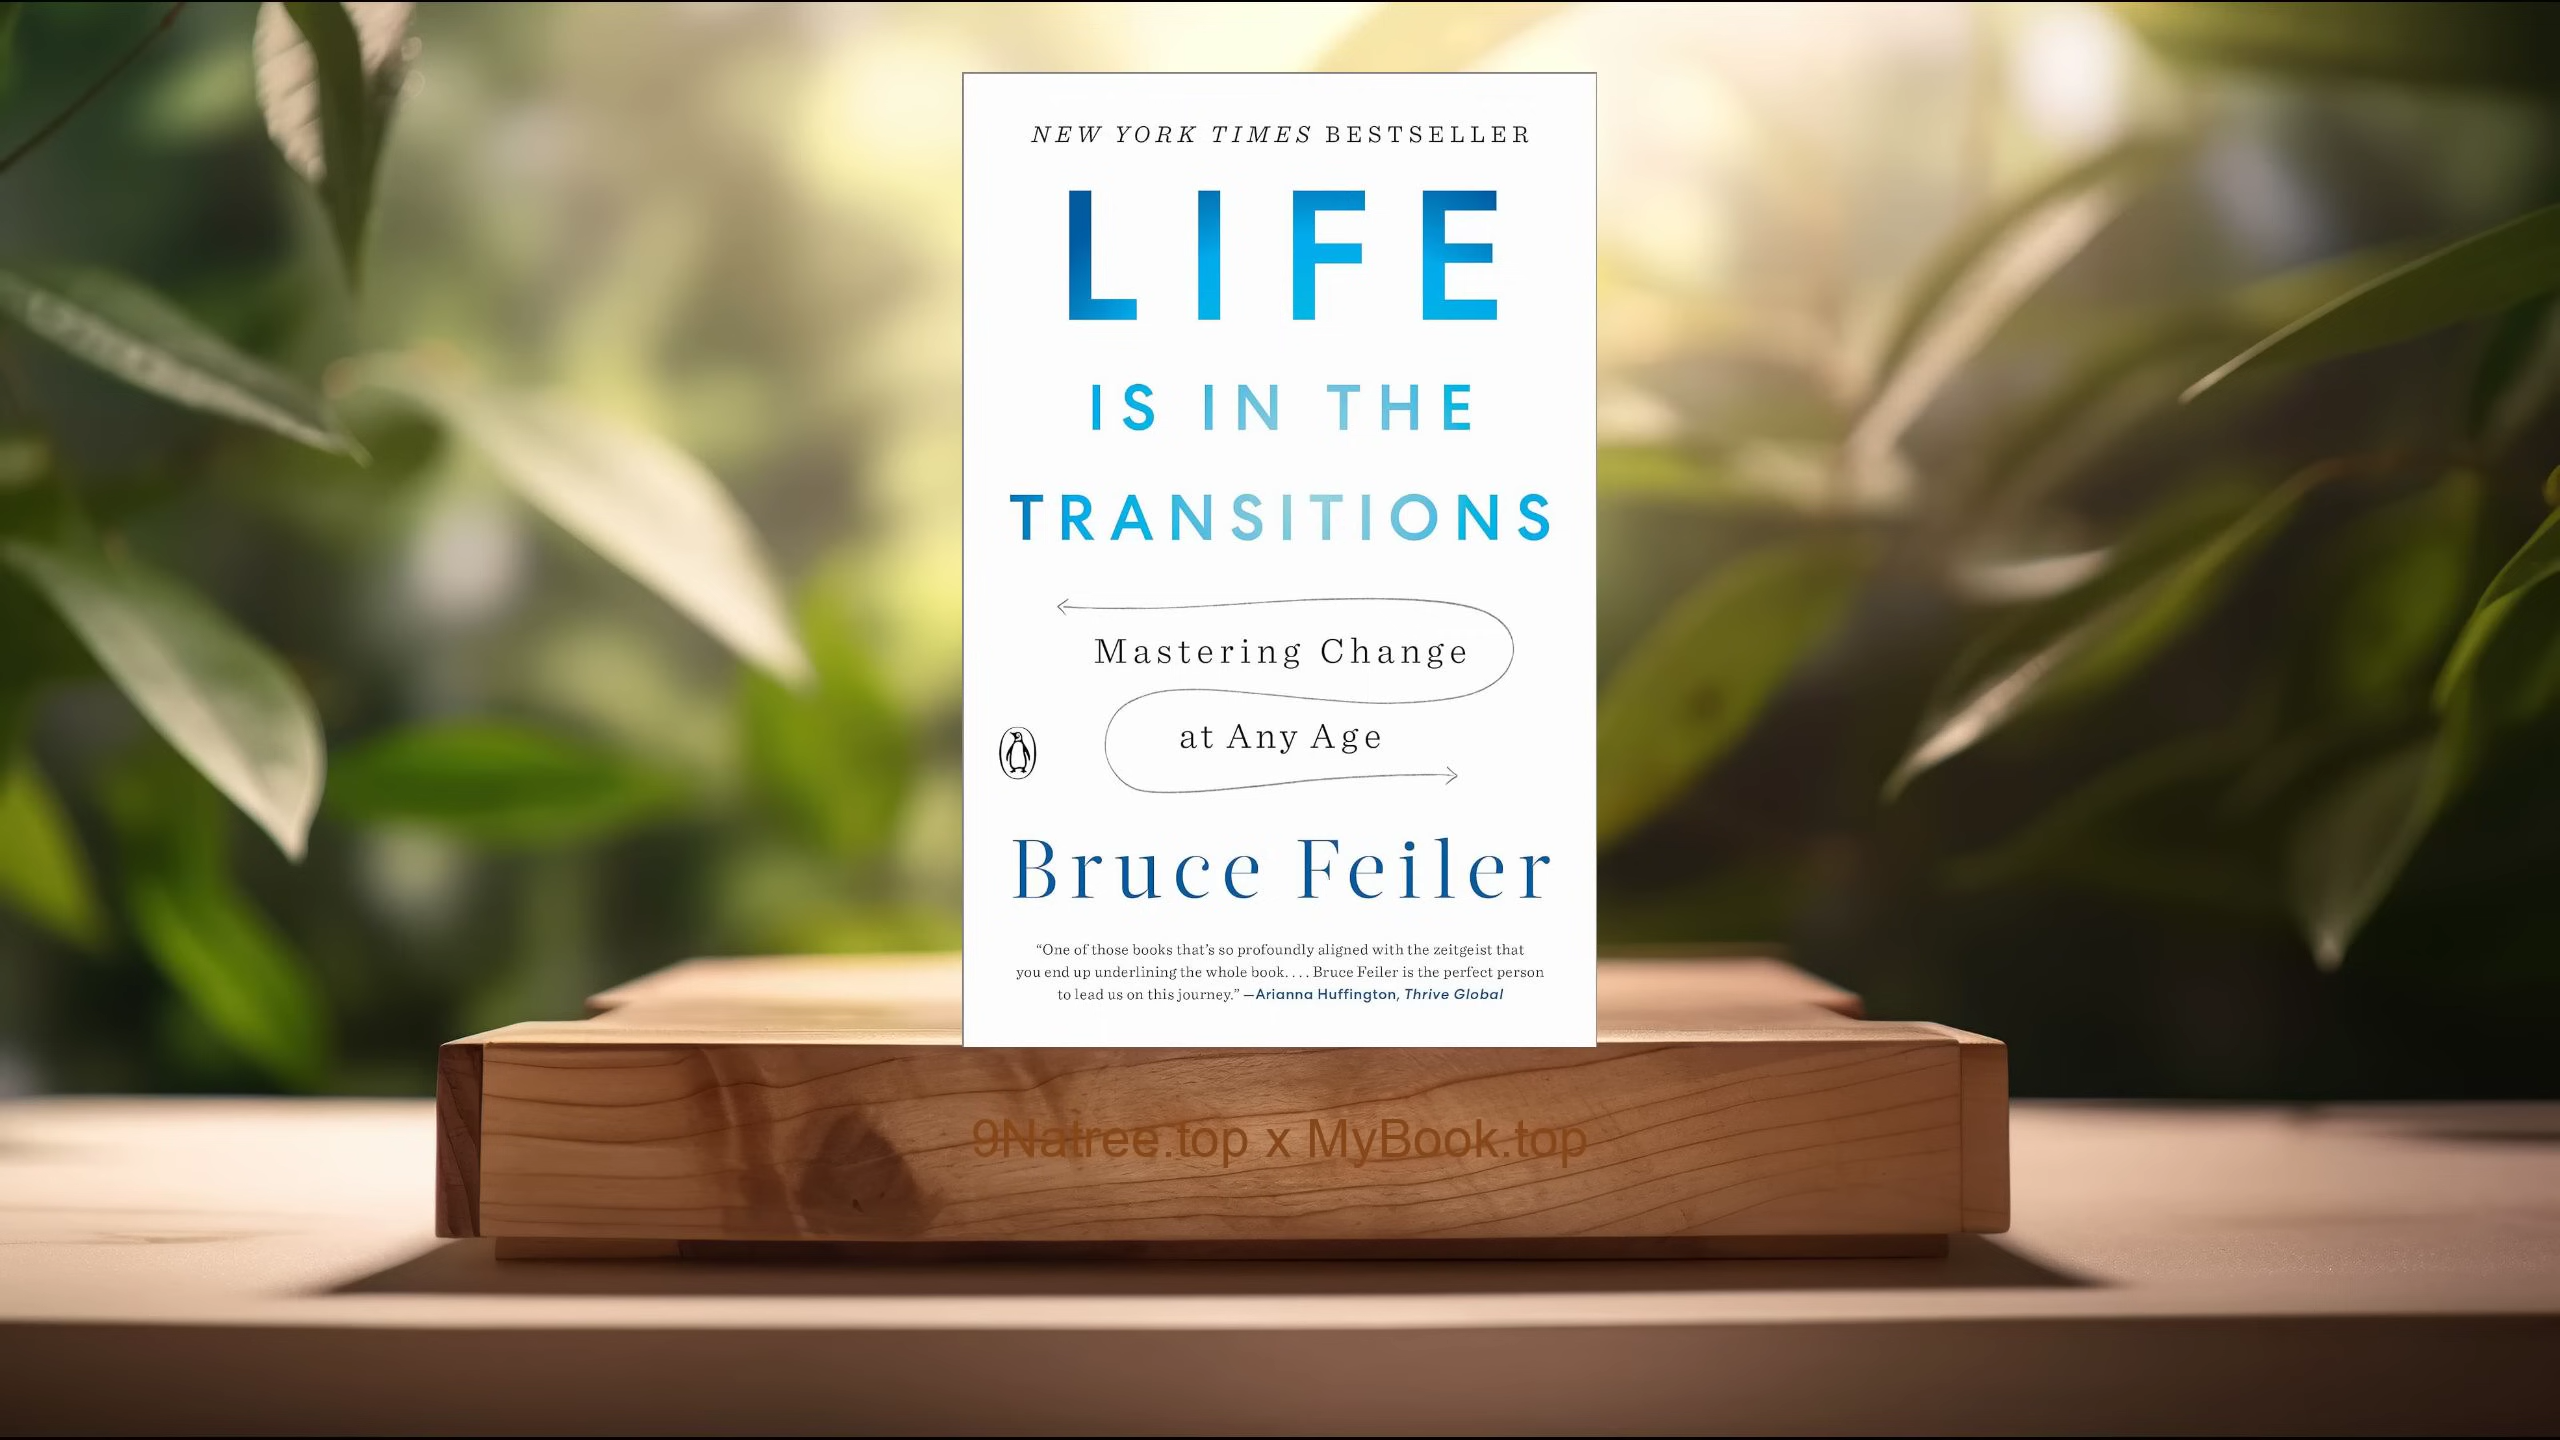 NEW YORK TIMES BESTSELLER
LIFE
IS IN THE
TRANSITIONS
Mastering Change
at Any Age
Bruce Feiler
“One of those books that’s so profoundly aligned with the zeitgeist that
you end up underlining the whole book. . . . Bruce Feiler is the perfect person
to lead us on this journey.” —Arianna Huffington, Thrive Global
9Natree.top x MyBook.top